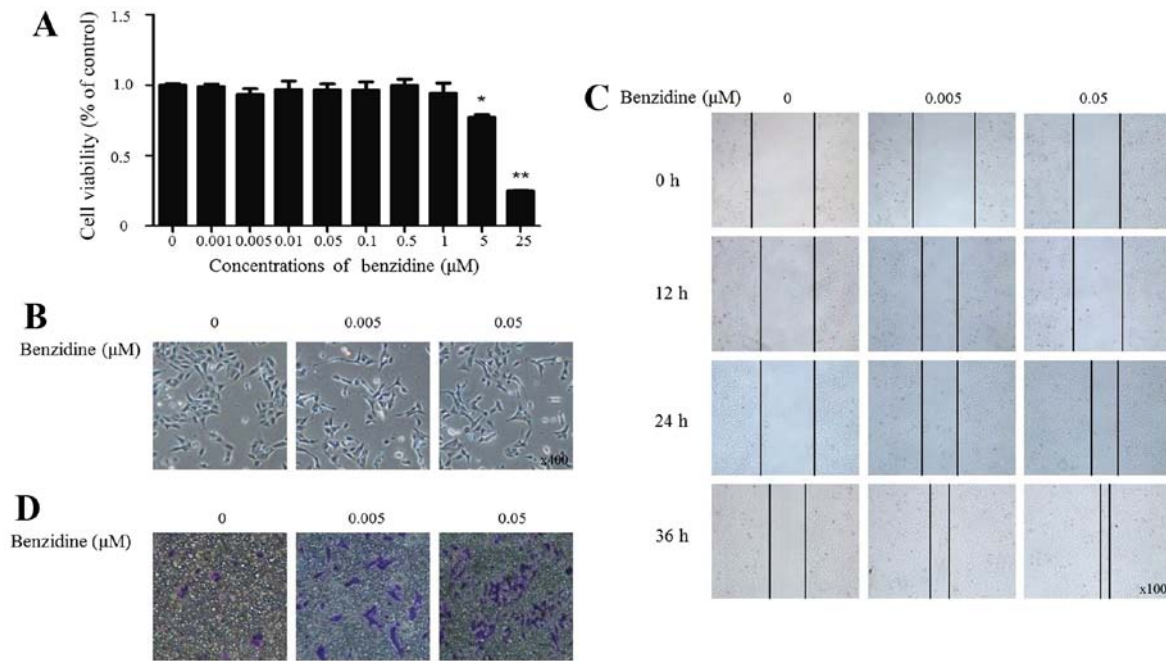 A
Cell viability (% of control)
1.5
1.0
0.5
0
*
**
0 0.001 0.005 0.01 0.05 0.1 0.5 1 5 25
Concentrations of benzidine (μM)
B
0 0.005 0.05
Benzidine (μM)
x400
D
0 0.005 0.05
Benzidine (μM)
C
Benzidine (μM) 0 0.005 0.05
0 h
12 h
24 h
36 h
x100